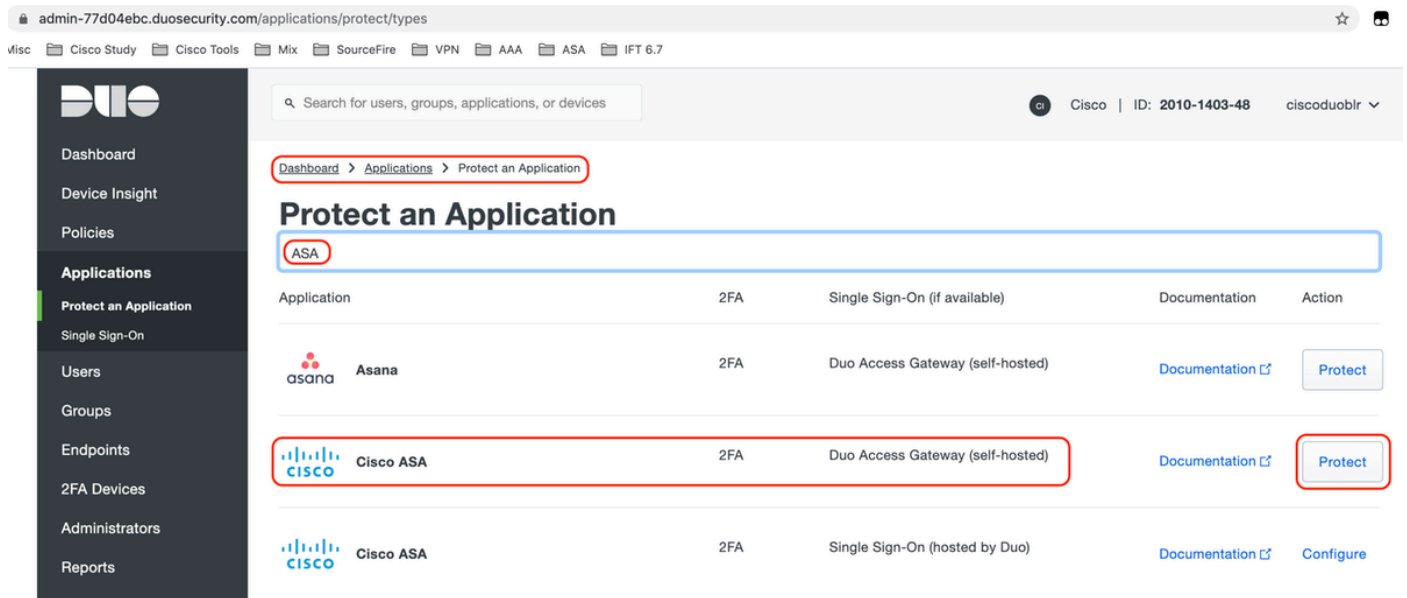 admin-77d04ebc.duosecurity.com/applications/protect/types
Misc Cisco Study Cisco Tools Mix SourceFire VPN AAA ASA IFT 6.7
DUO
Search for users, groups, applications, or devices
CI Cisco | ID: 2010-1403-48 ciscoduoblr
Dashboard
Device Insight
Policies
Applications
Protect an Application
Single Sign-On
Users
Groups
Endpoints
2FA Devices
Administrators
Reports
Dashboard > Applications > Protect an Application
Protect an Application
ASA
Application 2FA Single Sign-On (if available) Documentation Action
asana Asana 2FA Duo Access Gateway (self-hosted) Documentation Protect
CISCO Cisco ASA 2FA Duo Access Gateway (self-hosted) Documentation Protect
CISCO Cisco ASA 2FA Single Sign-On (hosted by Duo) Documentation Configure